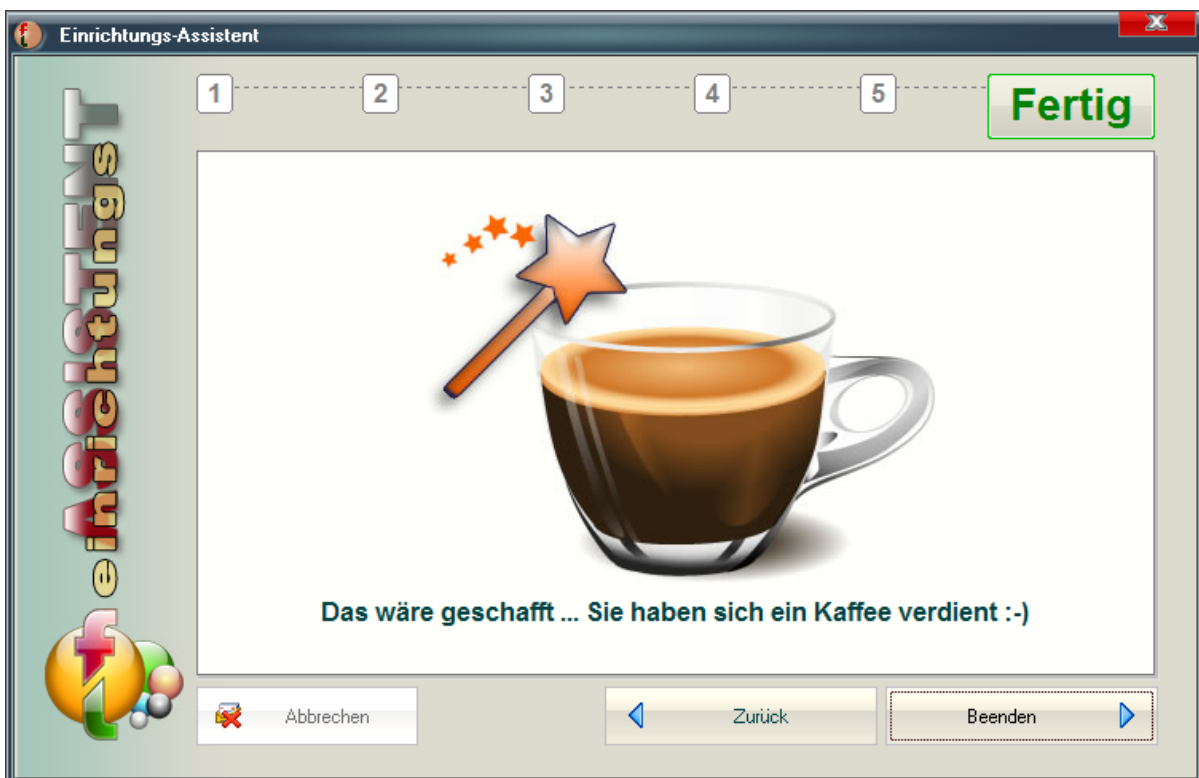 Einrichtungs-Assistent
1 2 3 4 5 Fertig
ASSISTENT
einrichtungs
ft
Das wäre geschafft ... Sie haben sich ein Kaffee verdient :-)
Abbrechen Zurück Beenden